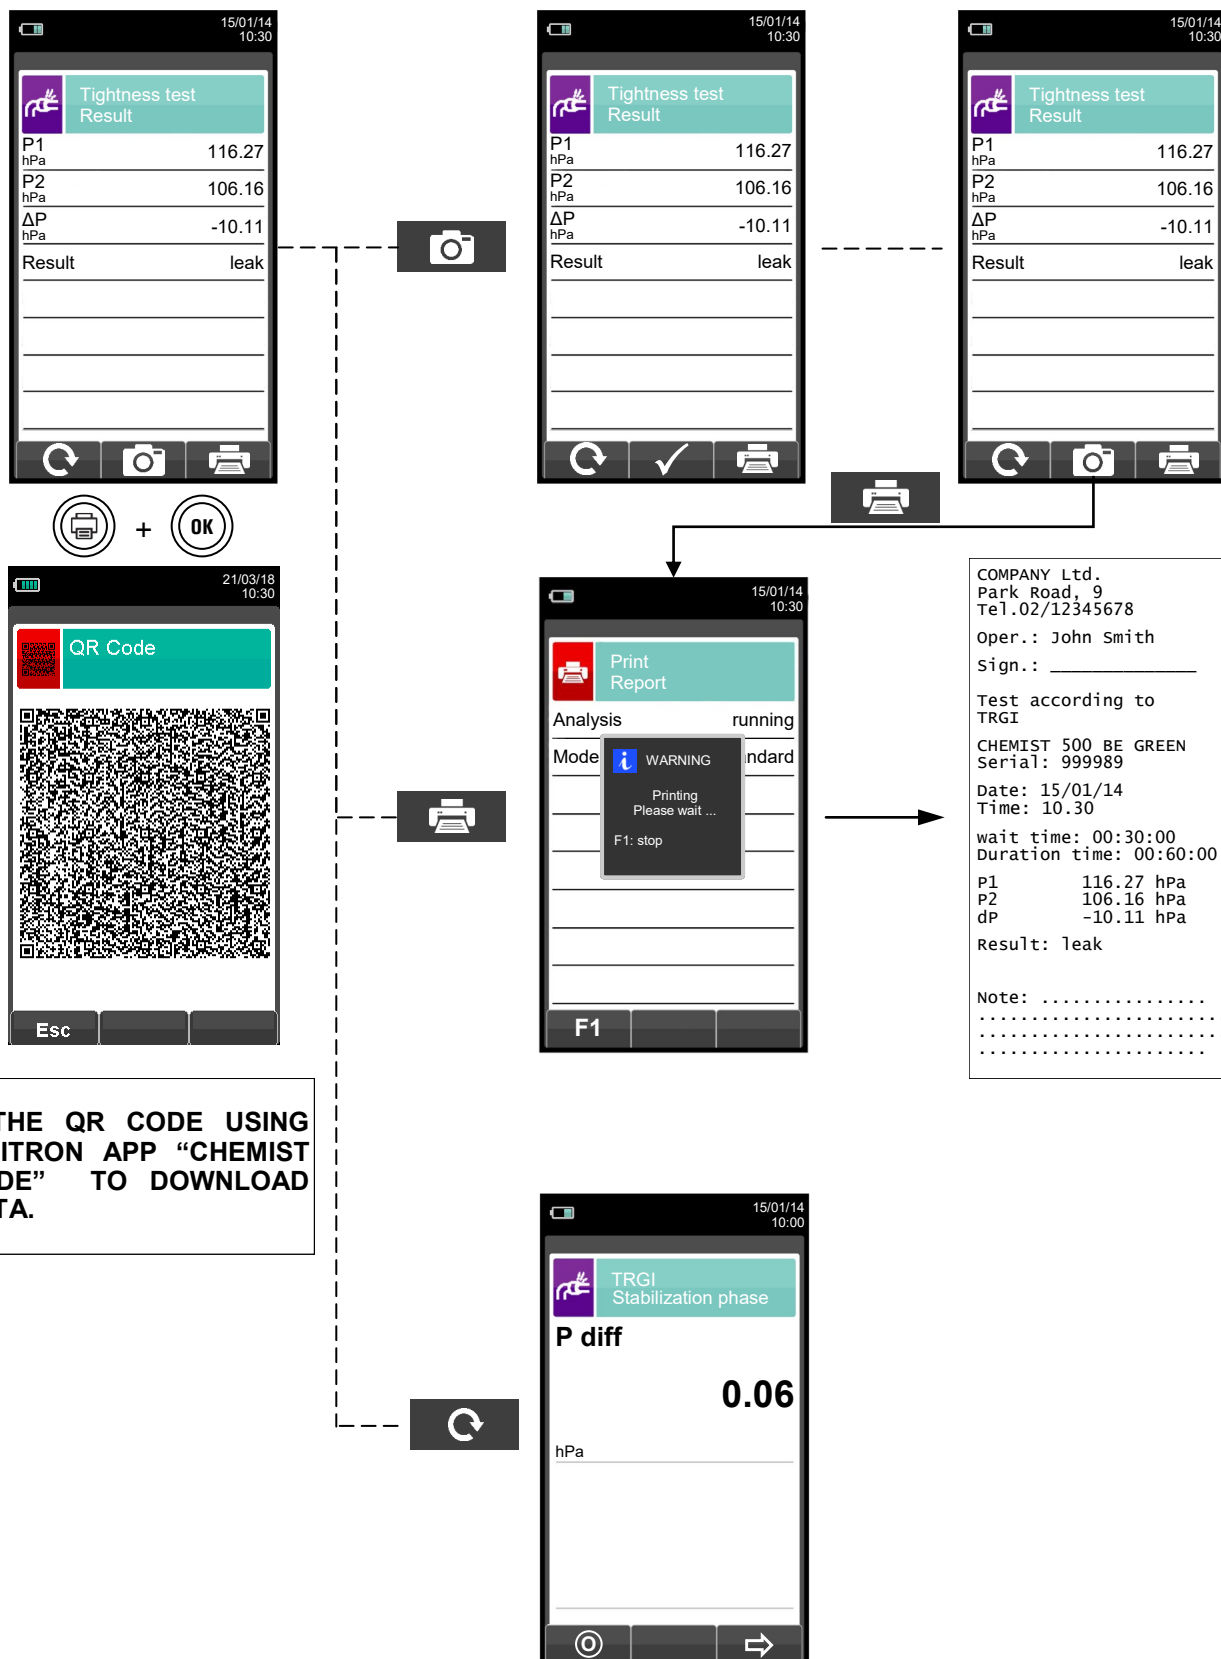 15/01/14
10:30
Tightness test
Result
P1
hPa
116.27
P2
hPa
106.16
ΔP
hPa
-10.11
Result leak
15/01/14
10:30
Tightness test
Result
P1
hPa
116.27
P2
hPa
106.16
ΔP
hPa
-10.11
Result leak
15/01/14
10:30
Tightness test
Result
P1
hPa
116.27
P2
hPa
106.16
ΔP
hPa
-10.11
Result leak
+ OK
21/03/18
10:30
QR Code
Esc
THE QR CODE USING
ITRON APP “CHEMIST
DE” TO DOWNLOAD
TA.
15/01/14
10:30
Print
Report
Analysis running
Mode ndard
i WARNING
Printing
Please wait ...
F1: stop
F1
COMPANY Ltd.
Park Road, 9
Tel.02/12345678
Oper.: John Smith
Sign.: ______________
Test according to
TRGI
CHEMIST 500 BE GREEN
Serial: 999989
Date: 15/01/14
Time: 10.30
wait time: 00:30:00
Duration time: 00:60:00
P1 116.27 hPa
P2 106.16 hPa
dP -10.11 hPa
Result: leak
Note: ................
.......................
.......................
......................
15/01/14
10:00
TRGI
Stabilization phase
P diff
0.06
hPa